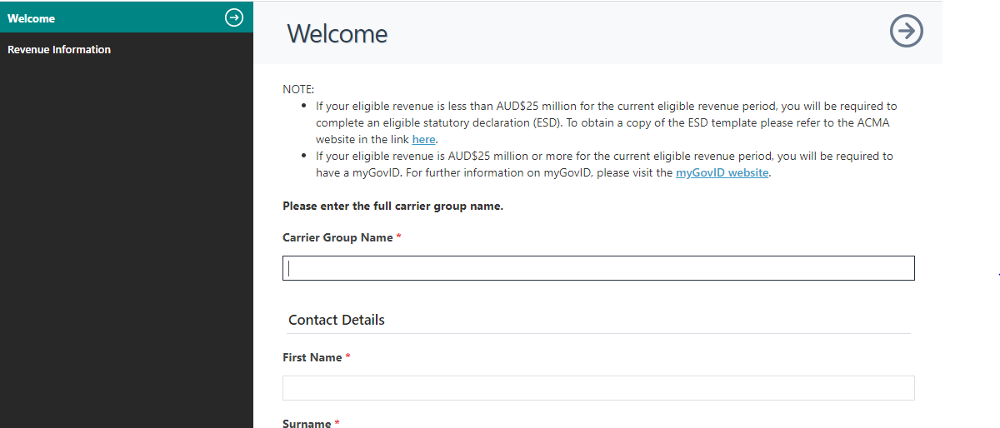 Welcome
Revenue Information
Welcome
NOTE:
If your eligible revenue is less than AUD$25 million for the current eligible revenue period, you will be required to
complete an eligible statutory declaration (ESD). To obtain a copy of the ESD template please refer to the ACMA
website in the link here.
If your eligible revenue is AUD$25 million or more for the current eligible revenue period, you will be required to
have a myGovID. For further information on myGovID, please visit the myGovID website.
Please enter the full carrier group name.
Carrier Group Name *
Contact Details
First Name *
Surname *